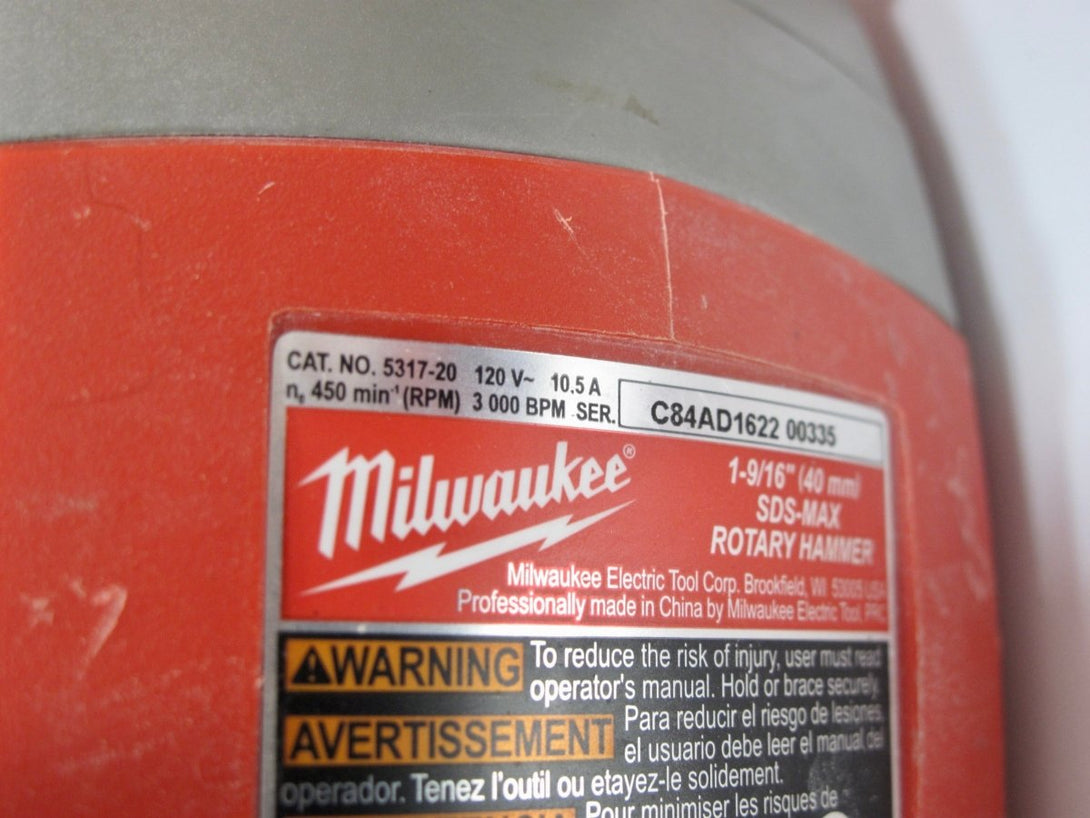 CAT. NO. 5317-20 120 V~ 10.5 A
n₀ 450 min⁻¹ (RPM) 3 000 BPM SER. C84AD1622 00335
Milwaukee®
1-9/16" (40 mm)
SDS-MAX
ROTARY HAMMER
Milwaukee Electric Tool Corp. Brookfield, WI 53005 USA
Professionally made in China by Milwaukee Electric Tool, PRC
WARNING To reduce the risk of injury, user must read
operator's manual. Hold or brace securely.
AVERTISSEMENT Para reducir el riesgo de lesiones,
el usuario debe leer el manual del
operador. Tenez l'outil ou etayez-le solidement.
Pour minimiser les risques de